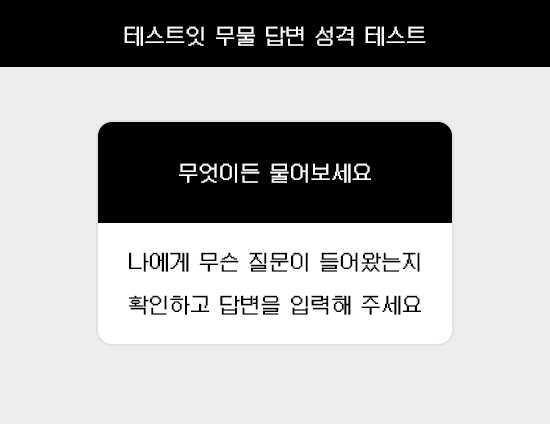 테스트잇 무물 답변 성격 테스트
무엇이든 물어보세요
나에게 무슨 질문이 들어왔는지
확인하고 답변을 입력해 주세요